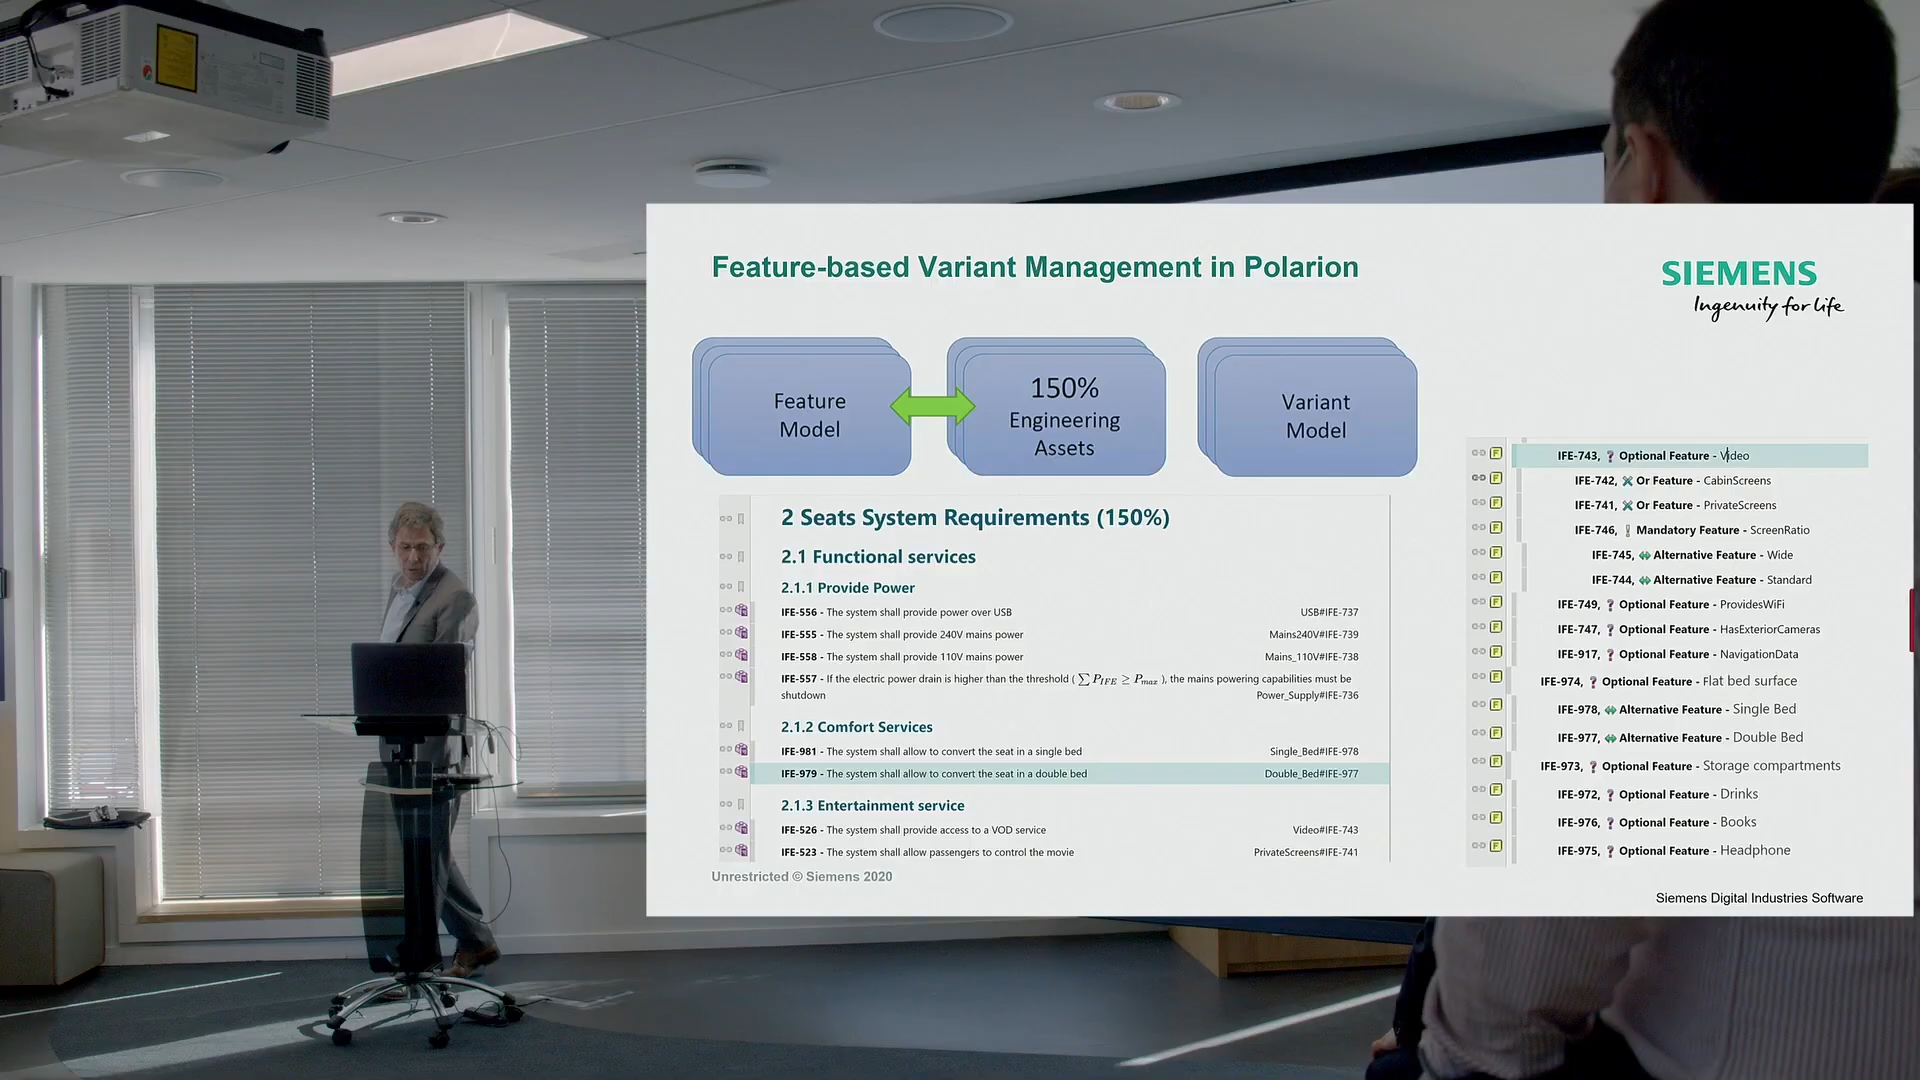 Feature-based Variant Management in Polarion
SIEMENS
Ingenuity for life
Feature
Model
150%
Engineering
Assets
Variant
Model
2 Seats System Requirements (150%)
2.1 Functional services
2.1.1 Provide Power
IFE-556 - The system shall provide power over USB USB#IFE-737
IFE-555 - The system shall provide 240V mains power Mains240V#IFE-739
IFE-558 - The system shall provide 110V mains power Mains_110V#IFE-738
IFE-557 - If the electric power drain is higher than the threshold ( ∑ P_IFE ≥ P_max ), the mains powering capabilities must be
shutdown Power_Supply#IFE-736
2.1.2 Comfort Services
IFE-981 - The system shall allow to convert the seat in a single bed Single_Bed#IFE-978
IFE-979 - The system shall allow to convert the seat in a double bed Double_Bed#IFE-977
2.1.3 Entertainment service
IFE-526 - The system shall provide access to a VOD service Video#IFE-743
IFE-523 - The system shall allow passengers to control the movie PrivateScreens#IFE-741
IFE-743, ? Optional Feature - Video
IFE-742, Or Feature - CabinScreens
IFE-741, Or Feature - PrivateScreens
IFE-746, ! Mandatory Feature - ScreenRatio
IFE-745, Alternative Feature - Wide
IFE-744, Alternative Feature - Standard
IFE-749, ? Optional Feature - ProvidesWiFi
IFE-747, ? Optional Feature - HasExteriorCameras
IFE-917, ? Optional Feature - NavigationData
IFE-974, ? Optional Feature - Flat bed surface
IFE-978, Alternative Feature - Single Bed
IFE-977, Alternative Feature - Double Bed
IFE-973, ? Optional Feature - Storage compartments
IFE-972, ? Optional Feature - Drinks
IFE-976, ? Optional Feature - Books
IFE-975, ? Optional Feature - Headphone
Unrestricted © Siemens 2020
Siemens Digital Industries Software